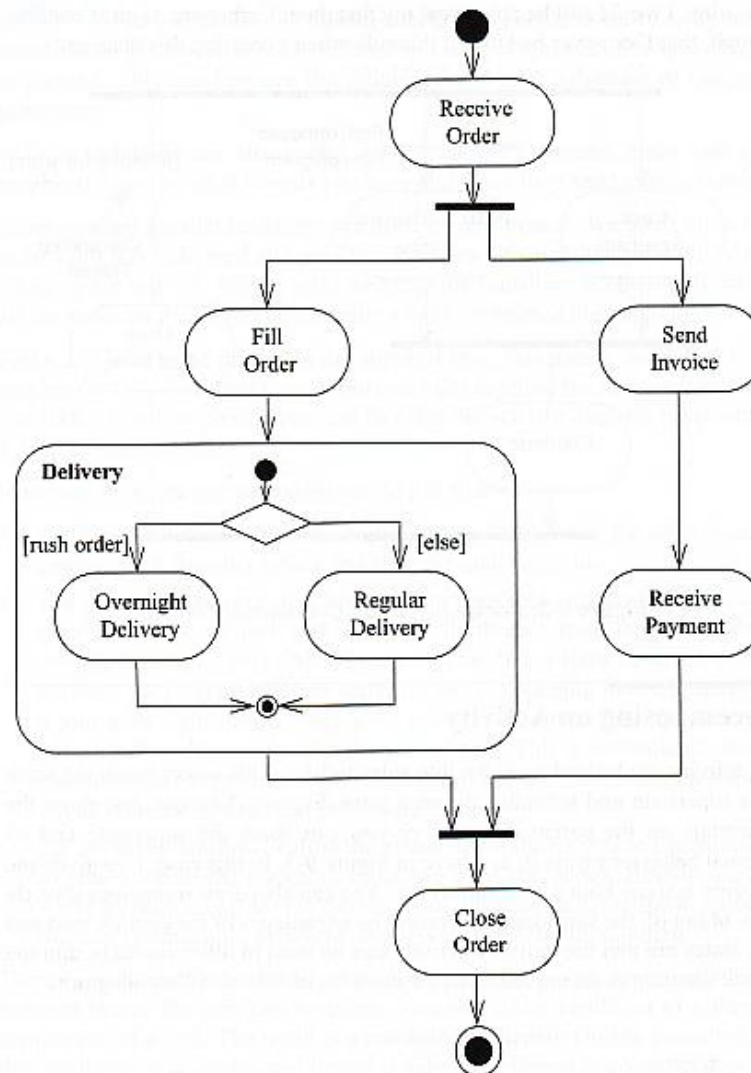 Receive
Order
Fill
Order
Send
Invoice
Delivery
[rush order]
[else]
Overnight
Delivery
Regular
Delivery
Receive
Payment
Close
Order